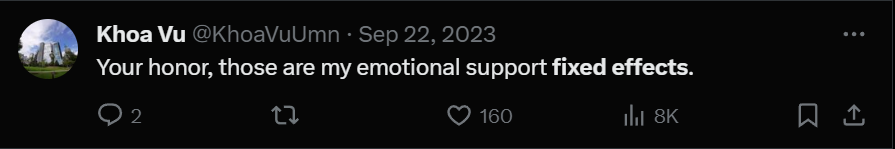 Khoa Vu @KhoaVuUmn · Sep 22, 2023
Your honor, those are my emotional support fixed effects.
2 160 8K